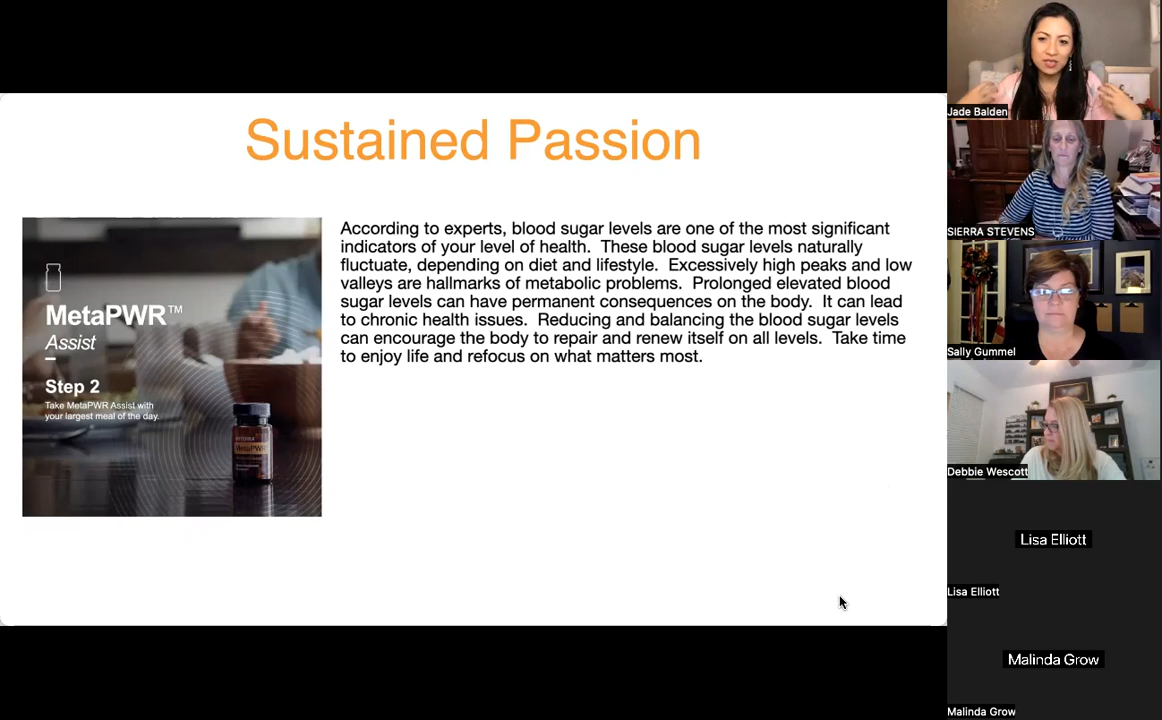 Sustained Passion
MetaPWR™
Assist
Step 2
Take MetaPWR Assist with
your largest meal of the day.
MetaPWR
According to experts, blood sugar levels are one of the most significant
indicators of your level of health.  These blood sugar levels naturally
fluctuate, depending on diet and lifestyle.  Excessively high peaks and low
valleys are hallmarks of metabolic problems.  Prolonged elevated blood
sugar levels can have permanent consequences on the body.  It can lead
to chronic health issues.  Reducing and balancing the blood sugar levels
can encourage the body to repair and renew itself on all levels.  Take time
to enjoy life and refocus on what matters most.
Jade Balden
SIERRA STEVENS
Sally Gummel
Debbie Wescott
Lisa Elliott
Lisa Elliott
Malinda Grow
Malinda Grow